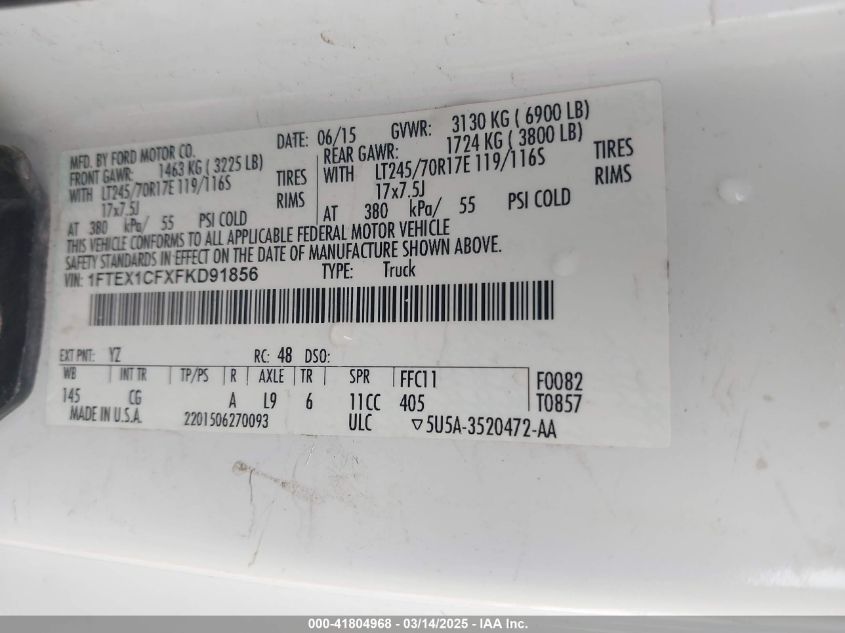 MFD. BY FORD MOTOR CO. DATE: 06/15 GVWR: 3130 KG ( 6900 LB)
FRONT GAWR: 1463 KG ( 3225 LB) REAR GAWR: 1724 KG ( 3800 LB)
WITH LT245/70R17E 119/116S TIRES WITH LT245/70R17E 119/116S TIRES
17x7.5J RIMS 17x7.5J RIMS
AT 380 kPa/ 55 PSI COLD AT 380 kPa/ 55 PSI COLD
THIS VEHICLE CONFORMS TO ALL APPLICABLE FEDERAL MOTOR VEHICLE
SAFETY STANDARDS IN EFFECT ON THE DATE OF MANUFACTURE SHOWN ABOVE.
VIN: 1FTEX1CFXFKD91856 TYPE: Truck
EXT PNT: YZ RC: 48 DSO:
WB INT TR TP/PS R AXLE TR SPR FFC11 F0082
145 CG A L9 6 11CC 405 T0857
MADE IN U.S.A. 2201506270093 ULC ▽5U5A-3520472-AA
000-41804968 - 03/14/2025 - IAA Inc.